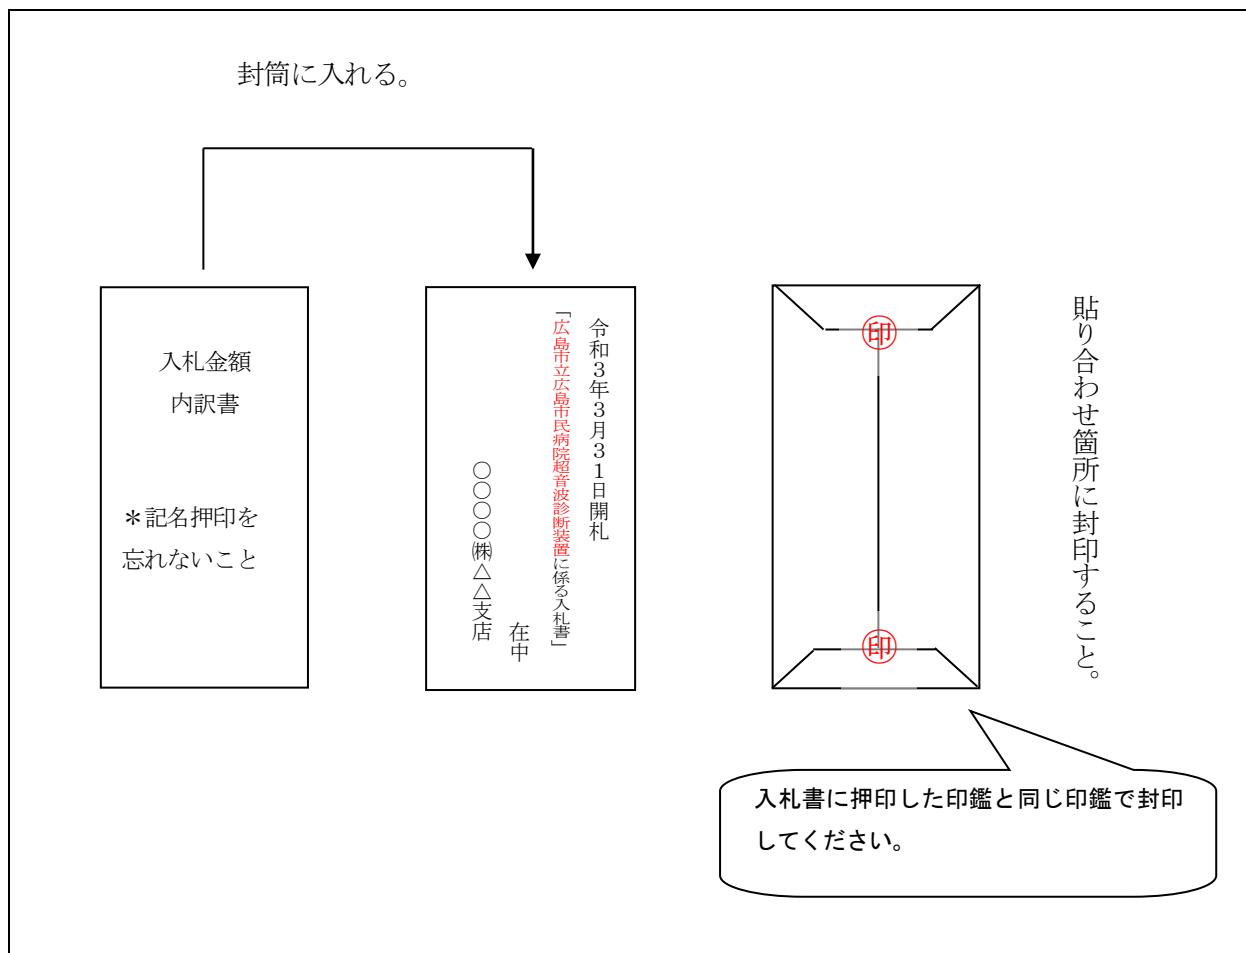 封筒に入れる。
入札金額
内訳書
＊記名押印を
忘れないこと
令和３年３月３１日開札
「広島市立広島市民病院超音波診断装置に係る入札書」
在中
○○○○㈱△△支店
印
印
貼り合わせ箇所に封印すること。
入札書に押印した印鑑と同じ印鑑で封印
してください。